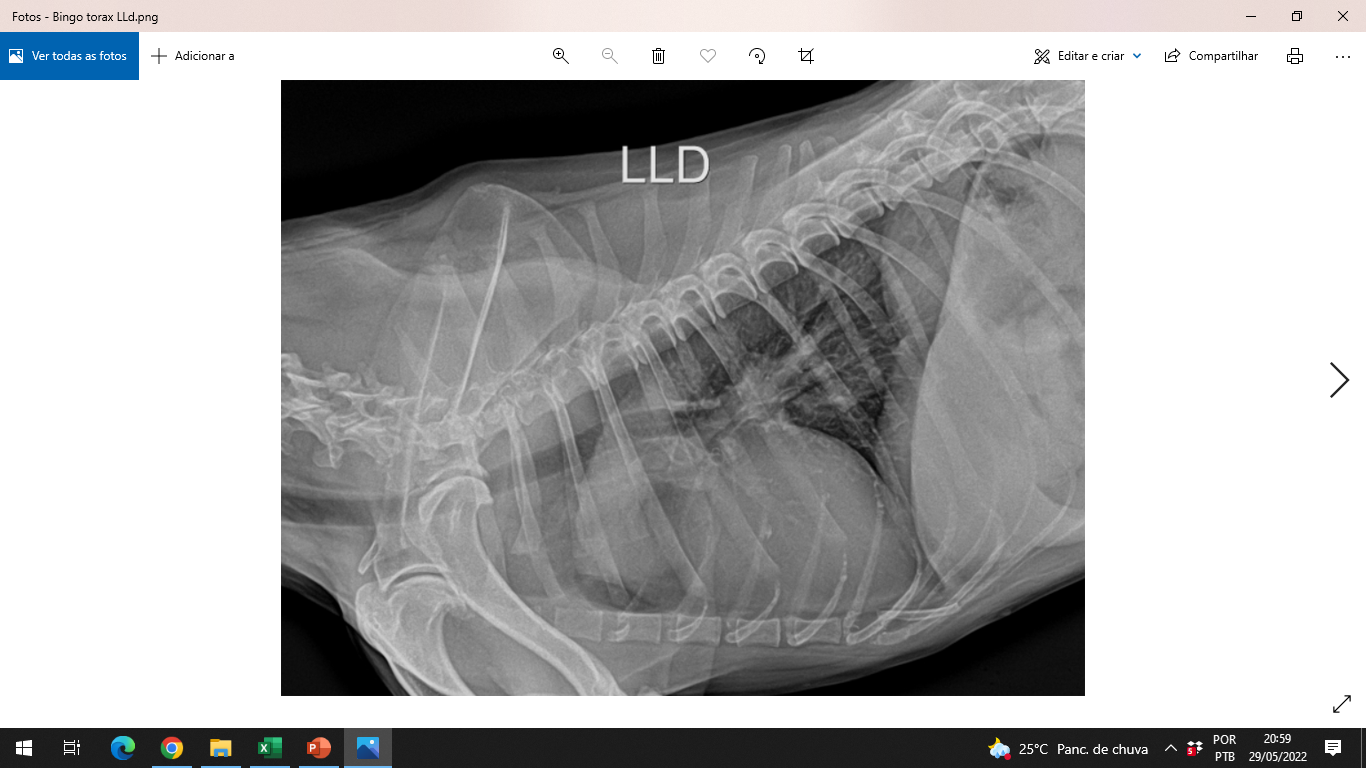 Fotos - Bingo torax LLd.png
Ver todas as fotos
Adicionar a
Editar e criar
Compartilhar
LLD
25°C Panc. de chuva
5
POR
PTB
20:59
29/05/2022